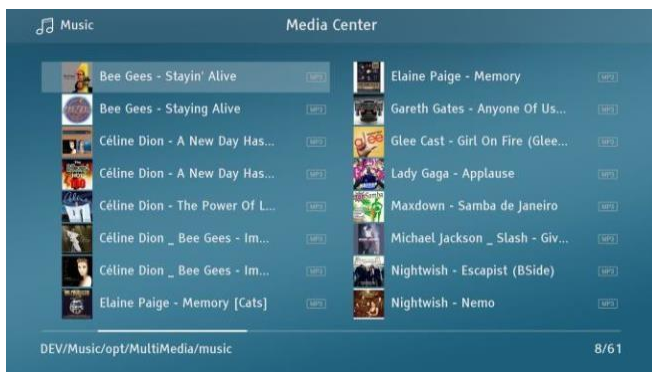 Music
Media Center
Bee Gees - Stayin' Alive MP3
Bee Gees - Staying Alive MP3
Céline Dion - A New Day Has... MP3
Céline Dion - A New Day Has... MP3
Céline Dion - The Power Of L... MP3
Céline Dion _ Bee Gees - Im... MP3
Céline Dion _ Bee Gees - Im... MP3
Elaine Paige - Memory [Cats] MP3
Elaine Paige - Memory MP3
Gareth Gates - Anyone Of Us... MP3
Glee Cast - Girl On Fire (Glee... MP3
Lady Gaga - Applause MP3
Maxdown - Samba de Janeiro MP3
Michael Jackson _ Slash - Giv... MP3
Nightwish - Escapist (BSide) MP3
Nightwish - Nemo MP3
DEV/Music/opt/MultiMedia/music
8/61